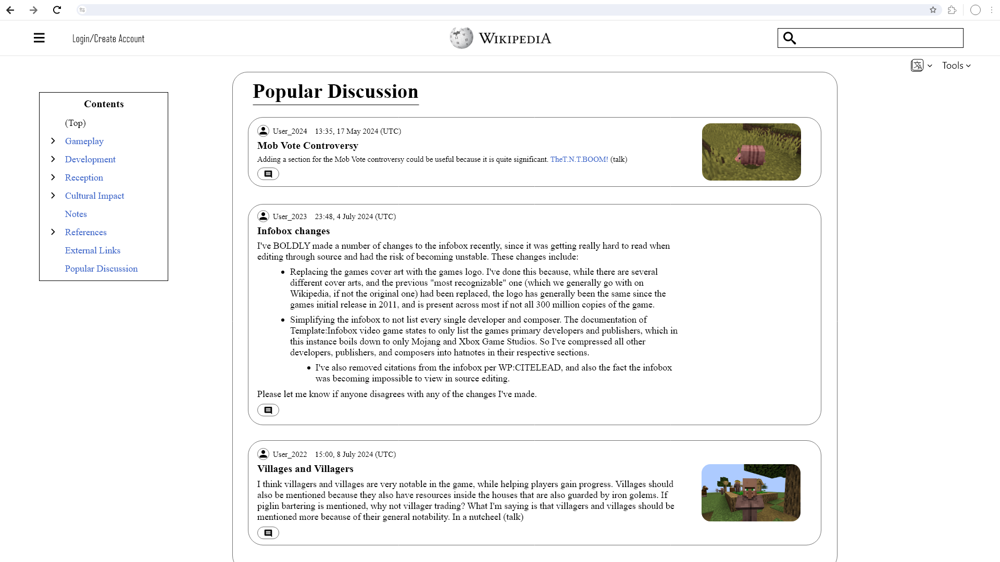 Login/Create Account
WIKIPEDIA
Tools
Contents
(Top)
Gameplay
Development
Reception
Cultural Impact
Notes
References
External Links
Popular Discussion
Popular Discussion
User_2024 13:35, 17 May 2024 (UTC)
Mob Vote Controversy
Adding a section for the Mob Vote controversy could be useful because it is quite significant. TheT.N.T.BOOM! (talk)
User_2023 23:48, 4 July 2024 (UTC)
Infobox changes
I've BOLDLY made a number of changes to the infobox recently, since it was getting really hard to read when
editing through source and had the risk of becoming unstable. These changes include:
• Replacing the games cover art with the games logo. I've done this because, while there are several
different cover arts, and the previous "most recognizable" one (which we generally go with on
Wikipedia, if not the original one) had been replaced, the logo has generally been the same since the
games initial release in 2011, and is present across most if not all 300 million copies of the game.
• Simplifying the infobox to not list every single developer and composer. The documentation of
Template:Infobox video game states to only list the games primary developers and publishers, which in
this instance boils down to only Mojang and Xbox Game Studios. So I've compressed all other
developers, publishers, and composers into hatnotes in their respective sections.
• I've also removed citations from the infobox per WP:CITELEAD, and also the fact the infobox
was becoming impossible to view in source editing.
Please let me know if anyone disagrees with any of the changes I've made.
User_2022 15:00, 8 July 2024 (UTC)
Villages and Villagers
I think villagers and villages are very notable in the game, while helping players gain progress. Villages should
also be mentioned because they also have resources inside the houses that are also guarded by iron golems. If
piglin bartering is mentioned, why not villager trading? What I'm saying is that villagers and villages should be
mentioned more because of their general notability. In a nutcheel (talk)